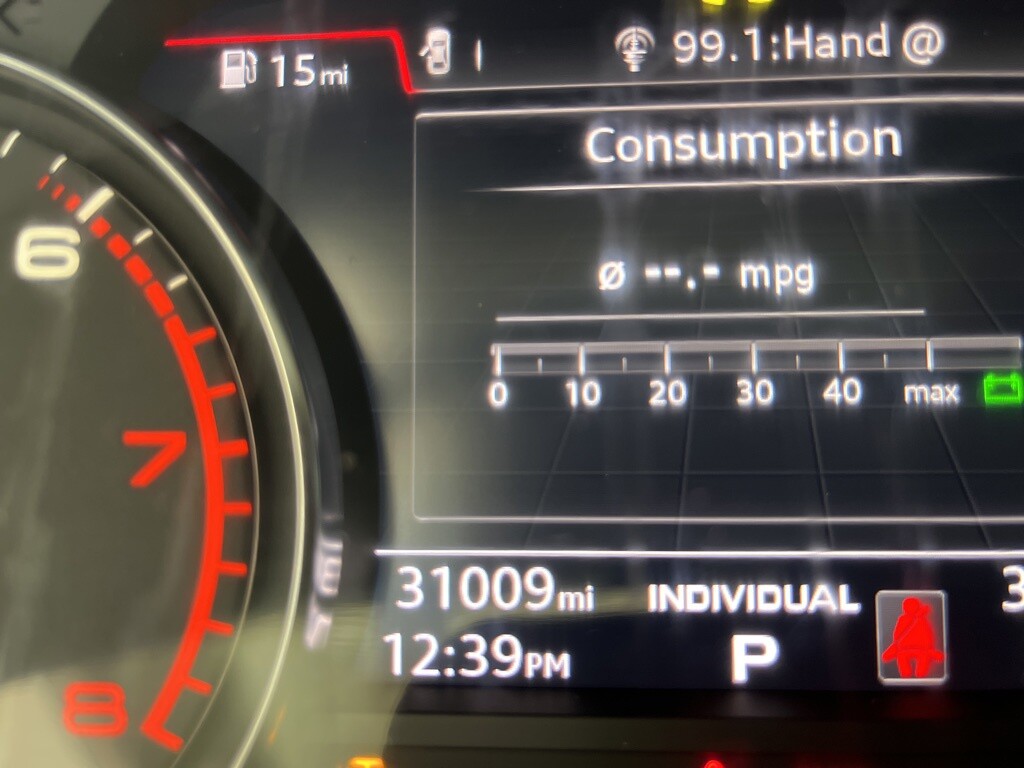 15mi
99.1:Hand @
Consumption
ø --.- mpg
0 10 20 30 40 max
31009mi INDIVIDUAL 3
12:39PM P
6
7
8